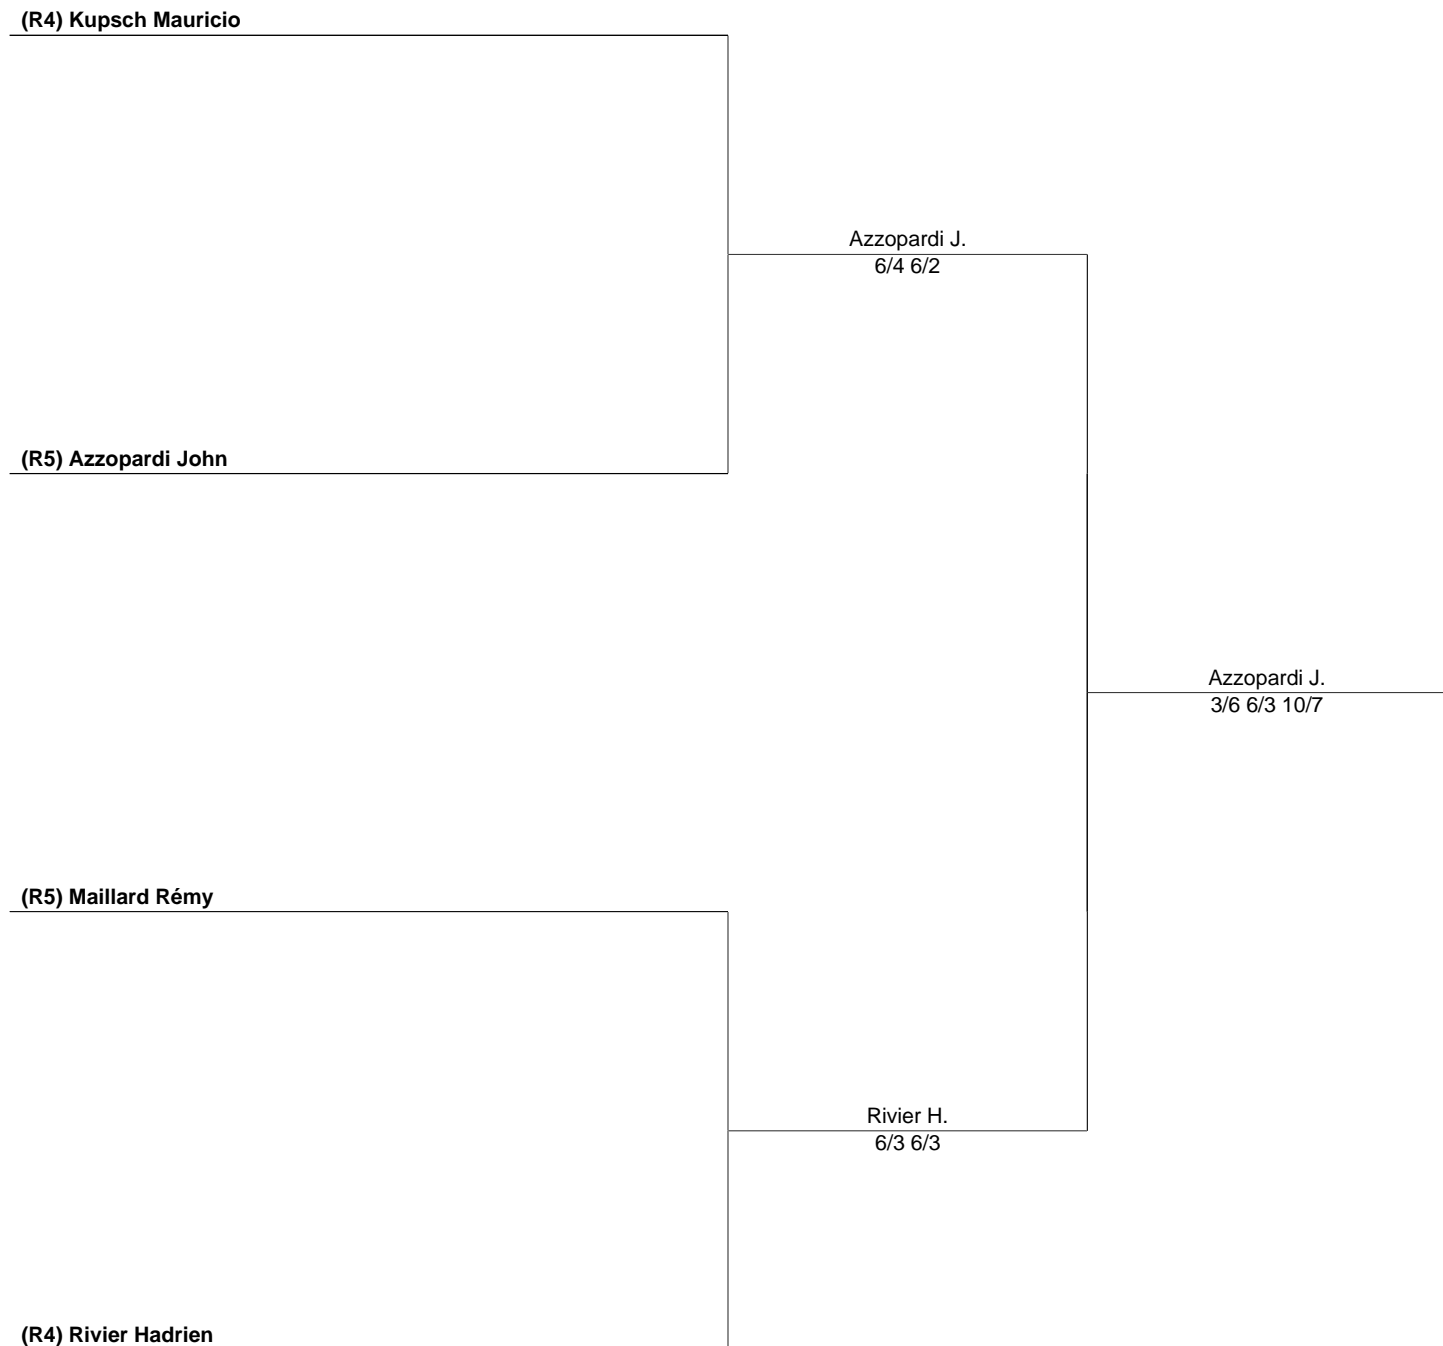 (R4) Kupsch Mauricio
Azzopardi J.
6/4 6/2
(R5) Azzopardi John
Azzopardi J.
3/6 6/3 10/7
(R5) Maillard Rémy
Rivier H.
6/3 6/3
(R4) Rivier Hadrien